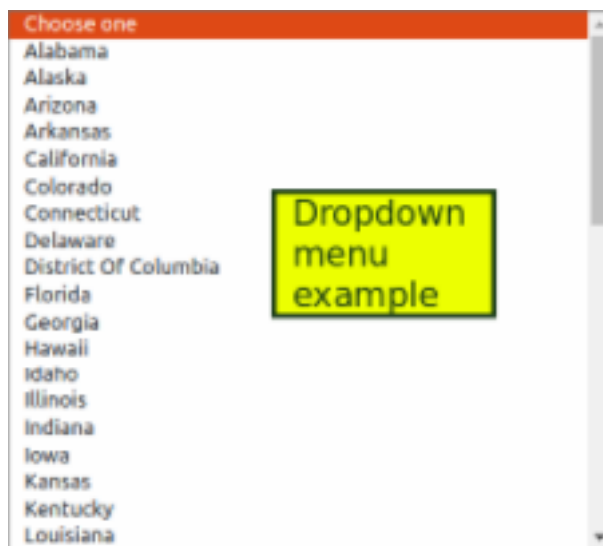 Choose one
Alabama
Alaska
Arizona
Arkansas
California
Colorado
Connecticut
Delaware
District Of Columbia
Florida
Georgia
Hawaii
Idaho
Illinois
Indiana
Iowa
Kansas
Kentucky
Louisiana
Dropdown
menu
example